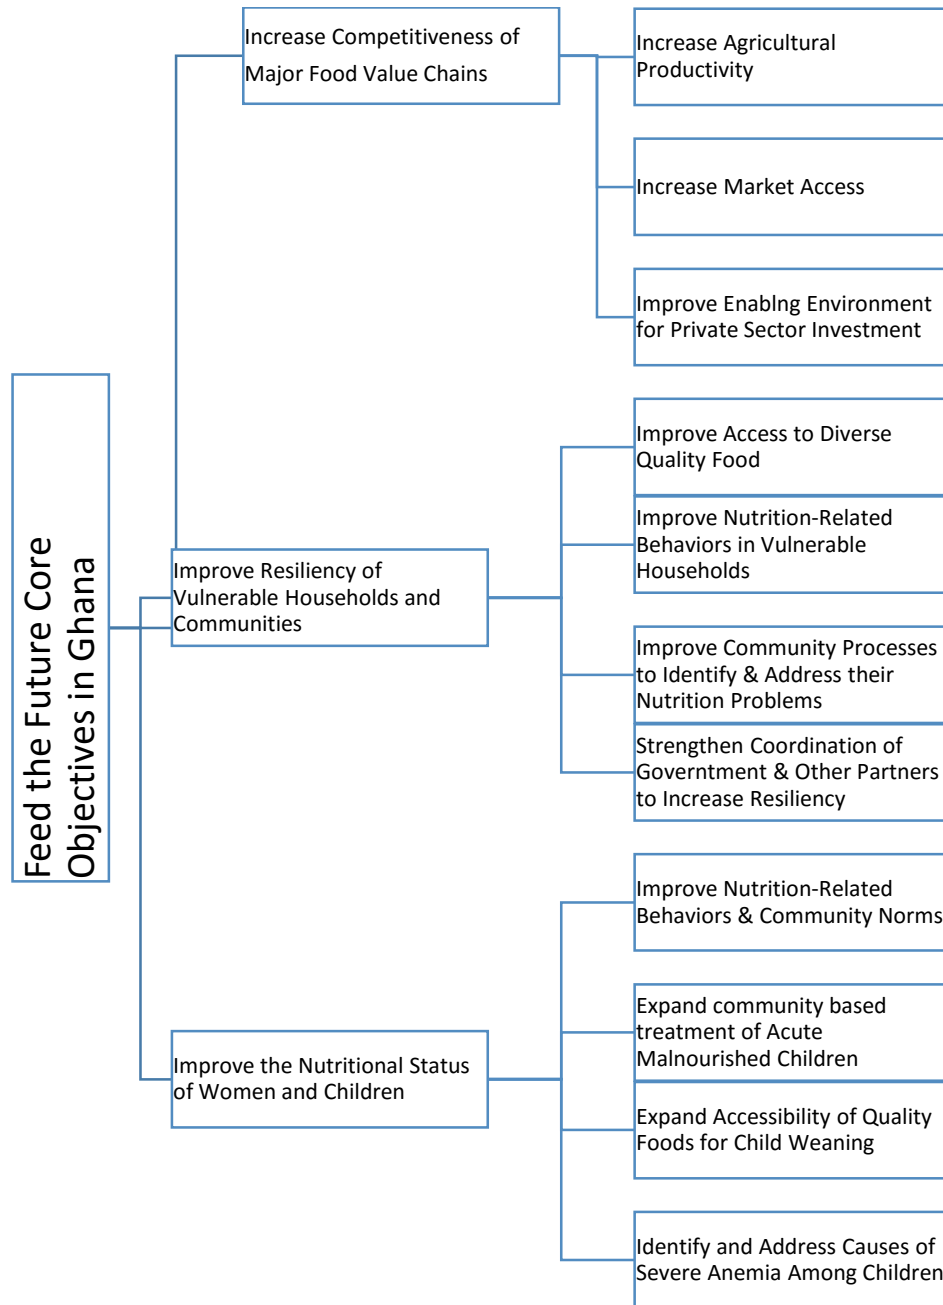 Feed the Future Core
Objectives in Ghana
Increase Competitiveness of
Major Food Value Chains
Increase Agricultural
Productivity
Increase Market Access
Improve Enablng Environment
for Private Sector Investment
Improve Resiliency of
Vulnerable Households and
Communities
Improve Access to Diverse
Quality Food
Improve Nutrition-Related
Behaviors in Vulnerable
Households
Improve Community Processes
to Identify & Address their
Nutrition Problems
Strengthen Coordination of
Governtment & Other Partners
to Increase Resiliency
Improve the Nutritional Status
of Women and Children
Improve Nutrition-Related
Behaviors & Community Norms
Expand community based
treatment of Acute
Malnourished Children
Expand Accessibility of Quality
Foods for Child Weaning
Identify and Address Causes of
Severe Anemia Among Children